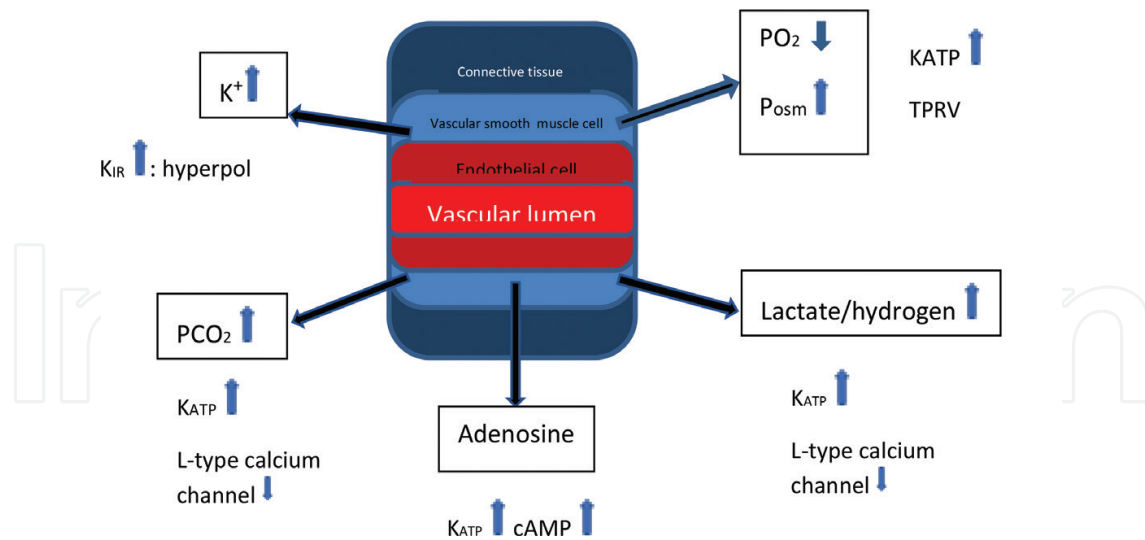 PO₂
KATP
K⁺
Connective tissue
Posm
TPRV
Vascular smooth muscle cell
KIR : hyperpol
Endothelial cell
Vascular lumen
PCO₂
Lactate/hydrogen
KATP
L-type calcium
channel
Adenosine
KATP cAMP
KATP
L-type calcium
channel